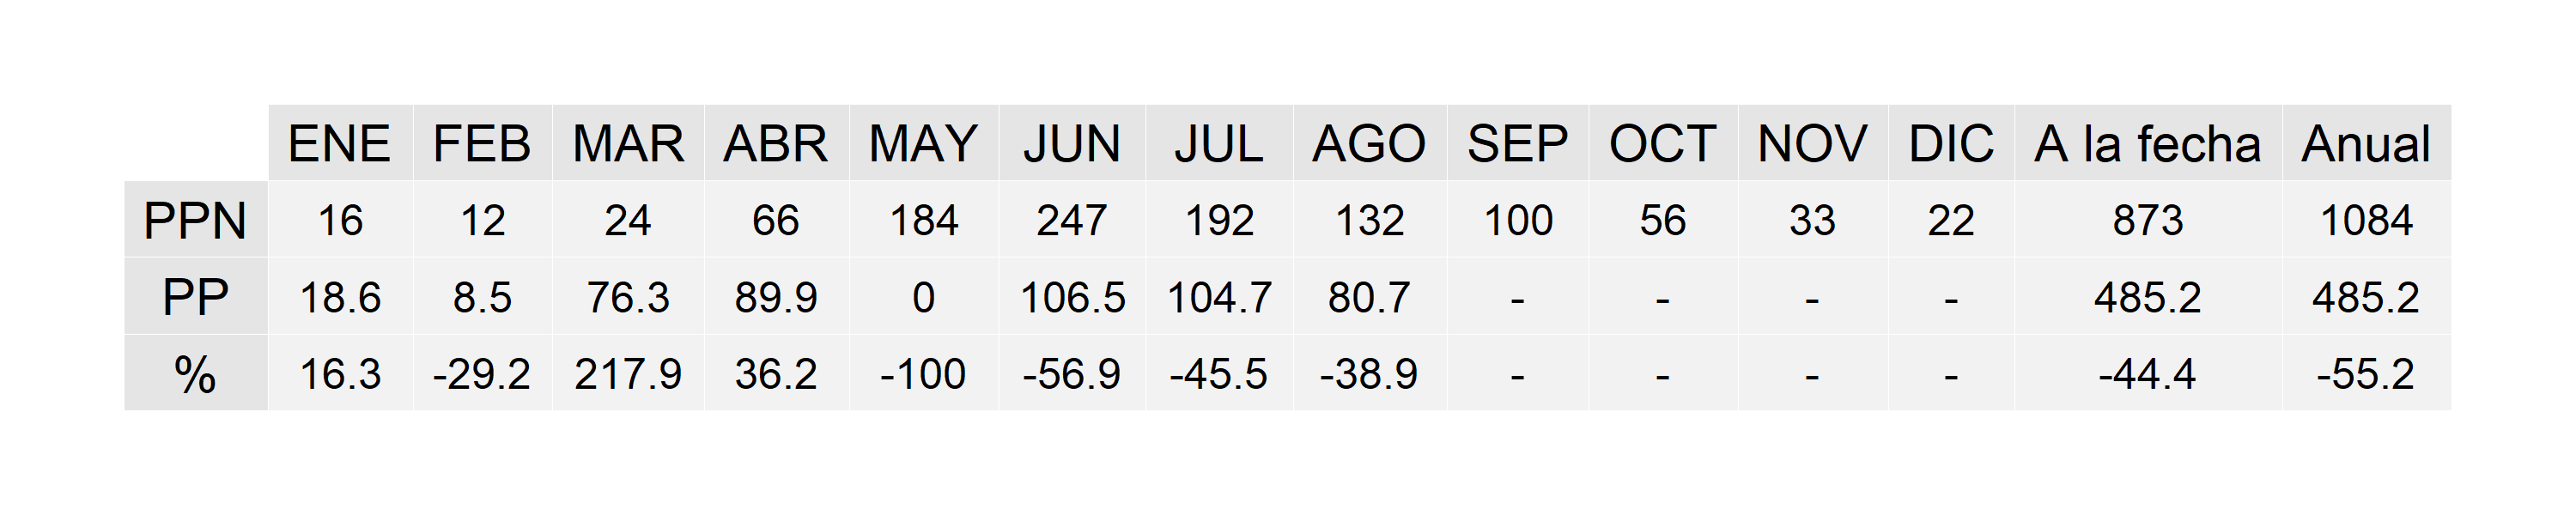 ENE FEB MAR ABR MAY JUN JUL AGO SEP OCT NOV DIC A la fecha Anual
PPN 16 12 24 66 184 247 192 132 100 56 33 22 873 1084
PP 18.6 8.5 76.3 89.9 0 106.5 104.7 80.7 - - - - 485.2 485.2
% 16.3 -29.2 217.9 36.2 -100 -56.9 -45.5 -38.9 - - - - -44.4 -55.2